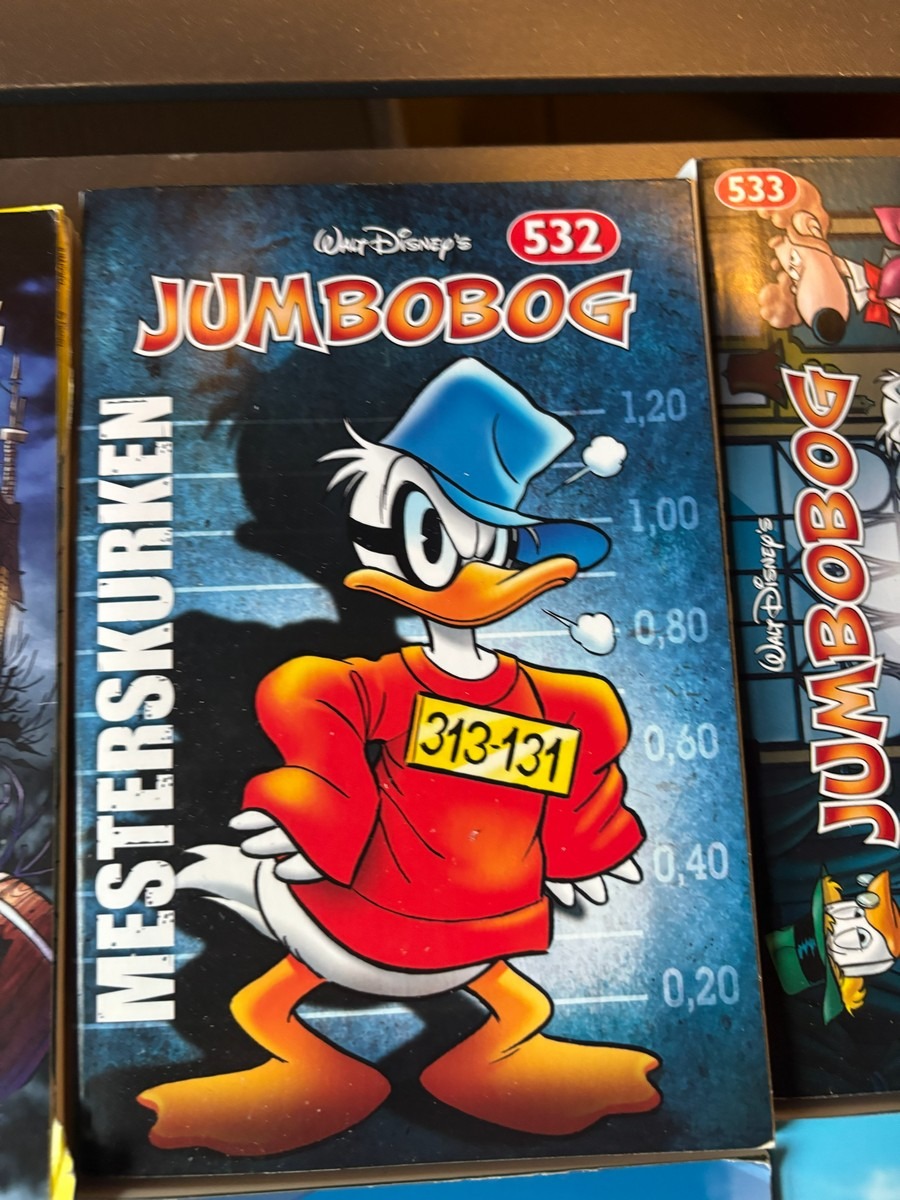 WALT DISNEY'S
532
JUMBOBOG
MESTERSKURKEN
1,20
1,00
0,80
0,60
0,40
0,20
313-131
533
WALT DISNEY'S
JUMBOBOG